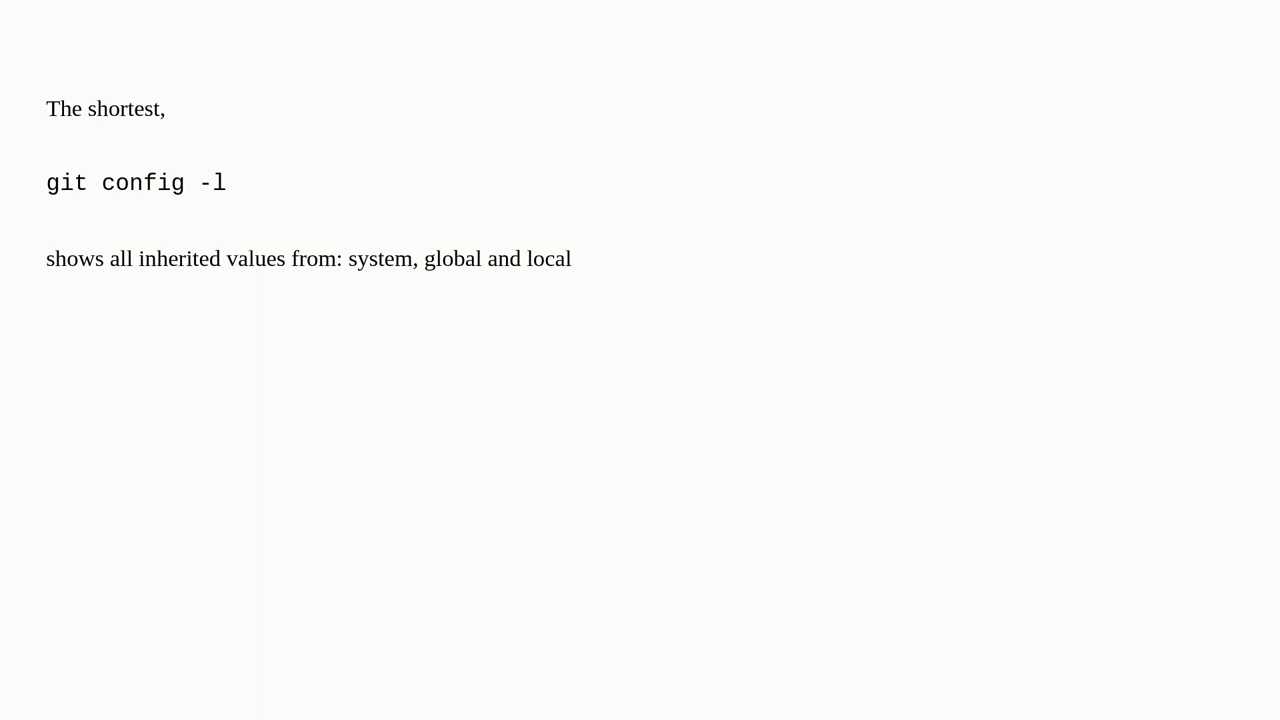 The shortest,
git config -l
shows all inherited values from: system, global and local